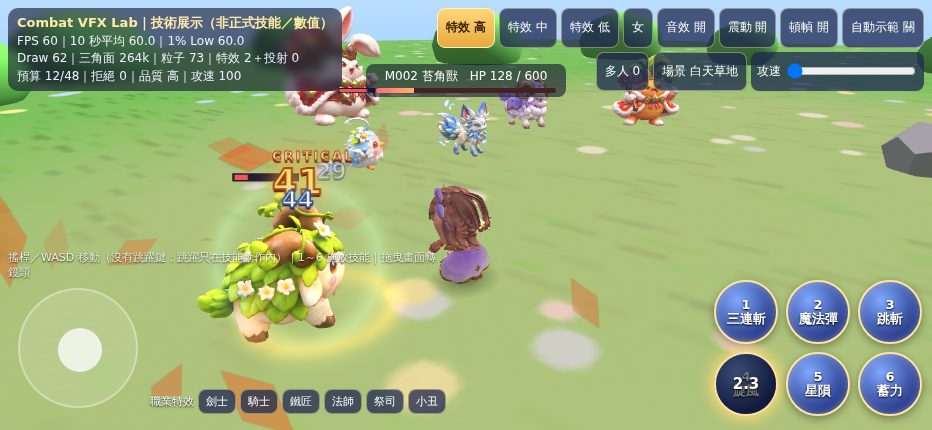 Combat VFX Lab｜技術展示（非正式技能／數值）
FPS 60｜10 秒平均 60.0｜1% Low 60.0
Draw 62｜三角面 264k｜粒子 73｜特效 2＋投射 0
預算 12/48｜拒絕 0｜品質 高｜攻速 100
特效 高
特效 中
特效 低
女
音效 開
震動 開
頓幀 開
自動示範 關
多人 0
場景 白天草地
攻速
M002 苔角獸 HP 128 / 600
CRITICAL
29
41
44
搖桿／WASD 移動（沒有跳躍鍵；跳躍只在技能動作內）｜1~6 施放技能｜拖曳畫面轉
鏡頭
1
三連斬
2
魔法彈
3
跳斬
2.3
旋風
5
星隕
6
蓄力
職業特效
劍士
騎士
鐵匠
法師
祭司
小丑